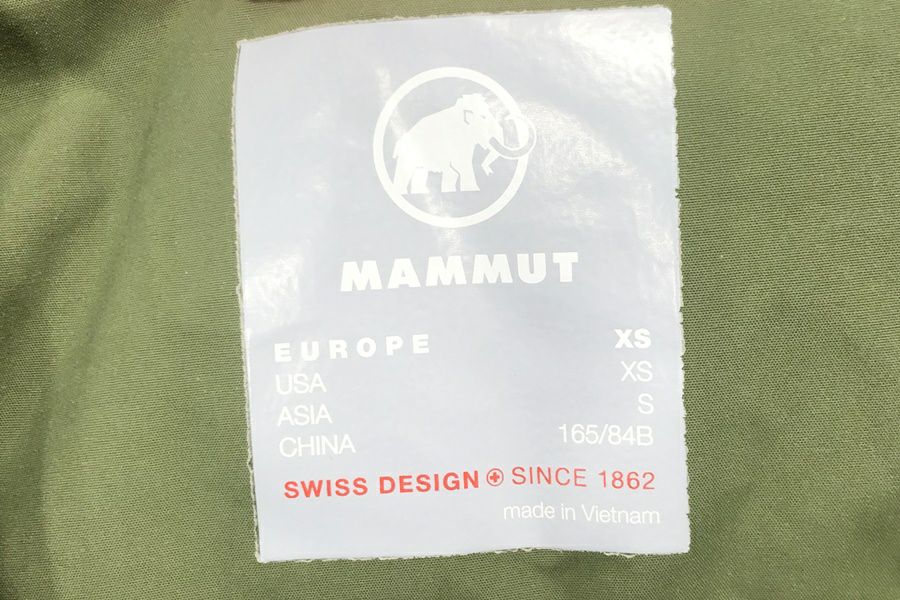 MAMMUT
EUROPE XS
USA XS
ASIA S
CHINA 165/84B
SWISS DESIGN SINCE 1862
made in Vietnam